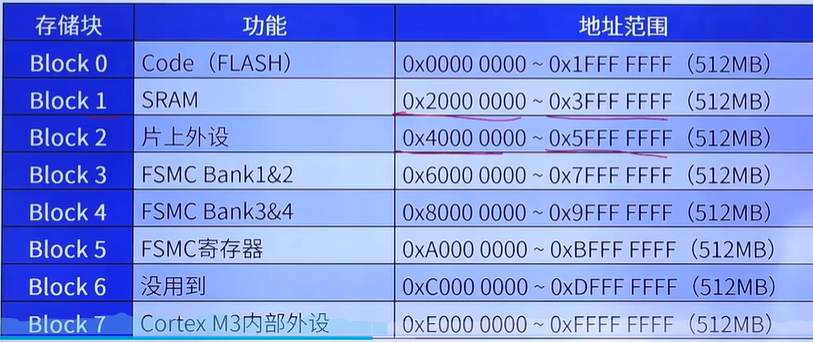 存储块 功能 地址范围
Block 0 Code（FLASH） 0x0000 0000 ~ 0x1FFF FFFF（512MB）
Block 1 SRAM 0x2000 0000 ~ 0x3FFF FFFF（512MB）
Block 2 片上外设 0x4000 0000 ~ 0x5FFF FFFF（512MB）
Block 3 FSMC Bank1&2 0x6000 0000 ~ 0x7FFF FFFF（512MB）
Block 4 FSMC Bank3&4 0x8000 0000 ~ 0x9FFF FFFF（512MB）
Block 5 FSMC寄存器 0xA000 0000 ~ 0xBFFF FFFF（512MB）
Block 6 没用到 0xC000 0000 ~ 0xDFFF FFFF（512MB）
Block 7 Cortex M3内部外设 0xE000 0000 ~ 0xFFFF FFFF（512MB）